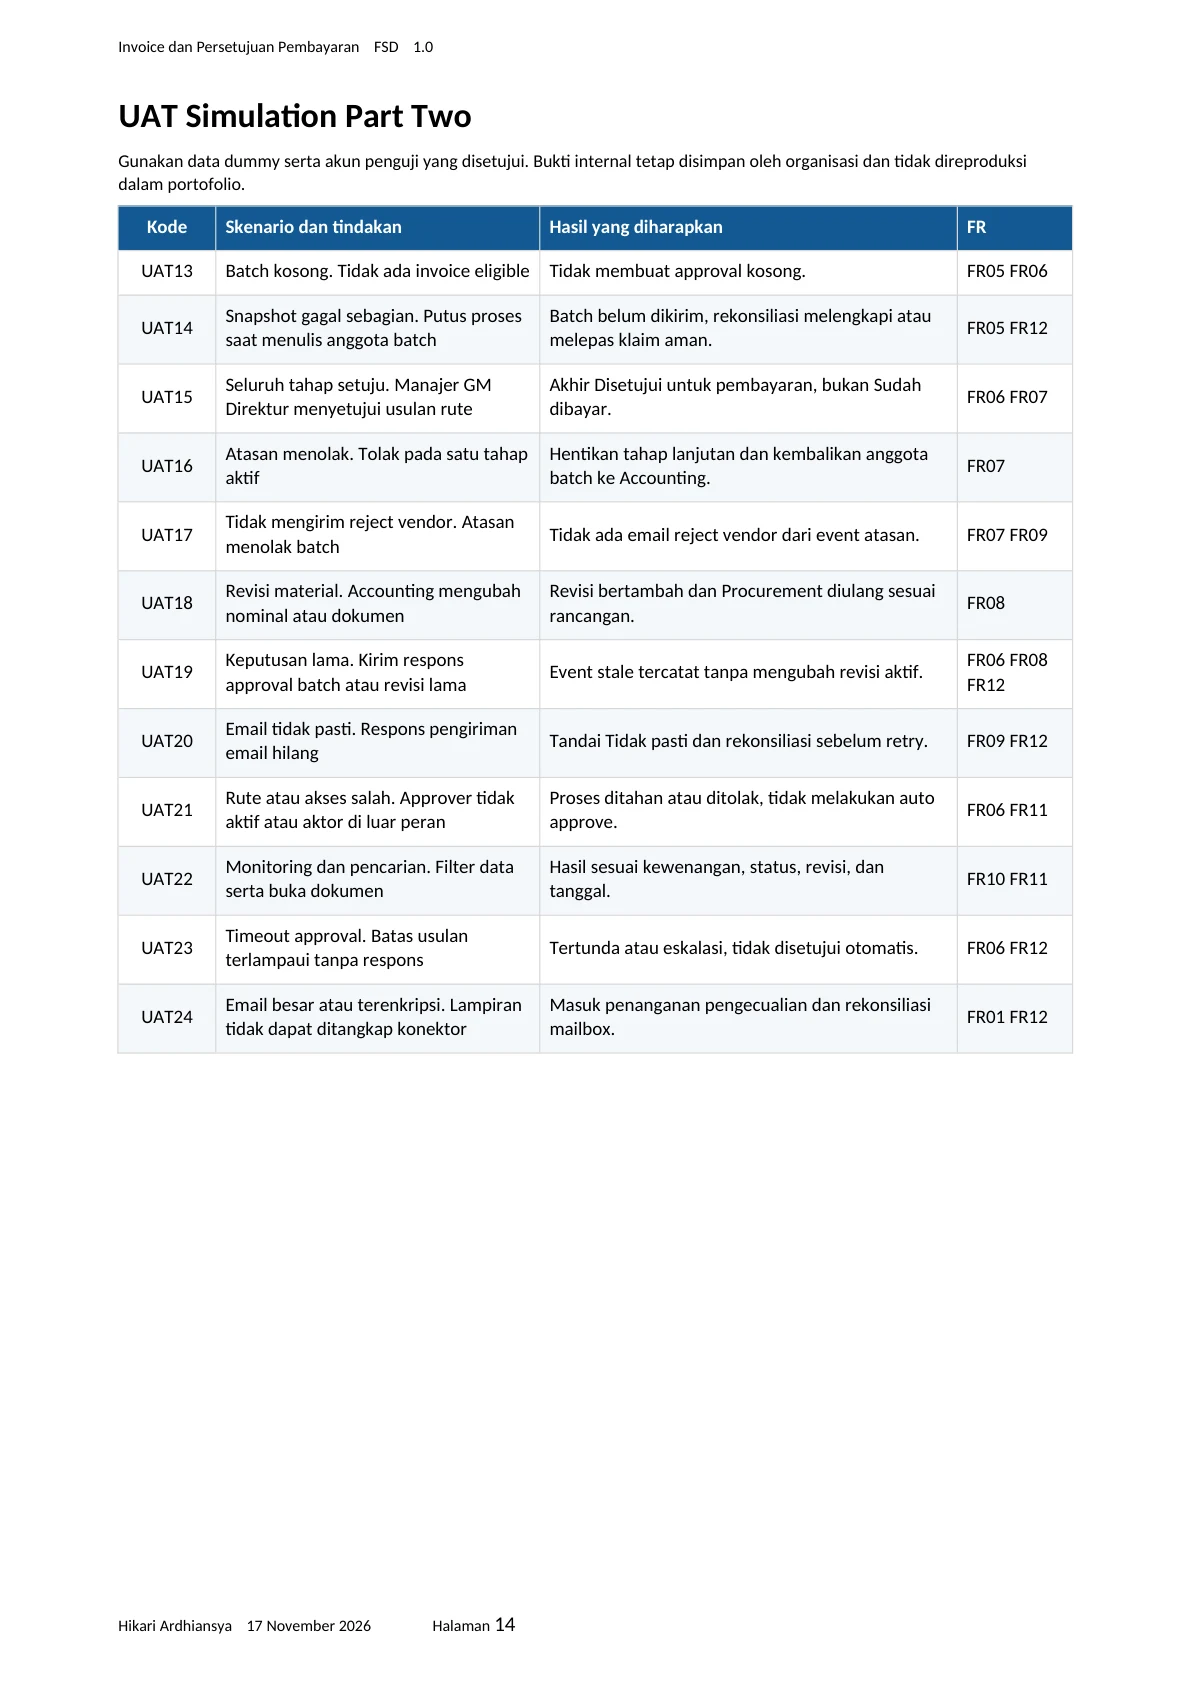 Invoice dan Persetujuan Pembayaran FSD 1.0
UAT Simulation Part Two
Gunakan data dummy serta akun penguji yang disetujui. Bukti internal tetap disimpan oleh organisasi dan tidak direproduksi
dalam portofolio.
Kode Skenario dan tindakan Hasil yang diharapkan FR
UAT13 Batch kosong. Tidak ada invoice eligible Tidak membuat approval kosong. FR05 FR06
UAT14 Snapshot gagal sebagian. Putus proses
saat menulis anggota batch Batch belum dikirim, rekonsiliasi melengkapi atau
melepas klaim aman. FR05 FR12
UAT15 Seluruh tahap setuju. Manajer GM
Direktur menyetujui usulan rute Akhir Disetujui untuk pembayaran, bukan Sudah
dibayar. FR06 FR07
UAT16 Atasan menolak. Tolak pada satu tahap
aktif Hentikan tahap lanjutan dan kembalikan anggota
batch ke Accounting. FR07
UAT17 Tidak mengirim reject vendor. Atasan
menolak batch Tidak ada email reject vendor dari event atasan. FR07 FR09
UAT18 Revisi material. Accounting mengubah
nominal atau dokumen Revisi bertambah dan Procurement diulang sesuai
rancangan. FR08
UAT19 Keputusan lama. Kirim respons
approval batch atau revisi lama Event stale tercatat tanpa mengubah revisi aktif. FR06 FR08
FR12
UAT20 Email tidak pasti. Respons pengiriman
email hilang Tandai Tidak pasti dan rekonsiliasi sebelum retry. FR09 FR12
UAT21 Rute atau akses salah. Approver tidak
aktif atau aktor di luar peran Proses ditahan atau ditolak, tidak melakukan auto
approve. FR06 FR11
UAT22 Monitoring dan pencarian. Filter data
serta buka dokumen Hasil sesuai kewenangan, status, revisi, dan
tanggal. FR10 FR11
UAT23 Timeout approval. Batas usulan
terlampaui tanpa respons Tertunda atau eskalasi, tidak disetujui otomatis. FR06 FR12
UAT24 Email besar atau terenkripsi. Lampiran
tidak dapat ditangkap konektor Masuk penanganan pengecualian dan rekonsiliasi
mailbox. FR01 FR12
Hikari Ardhiansya 17 November 2026 Halaman 14